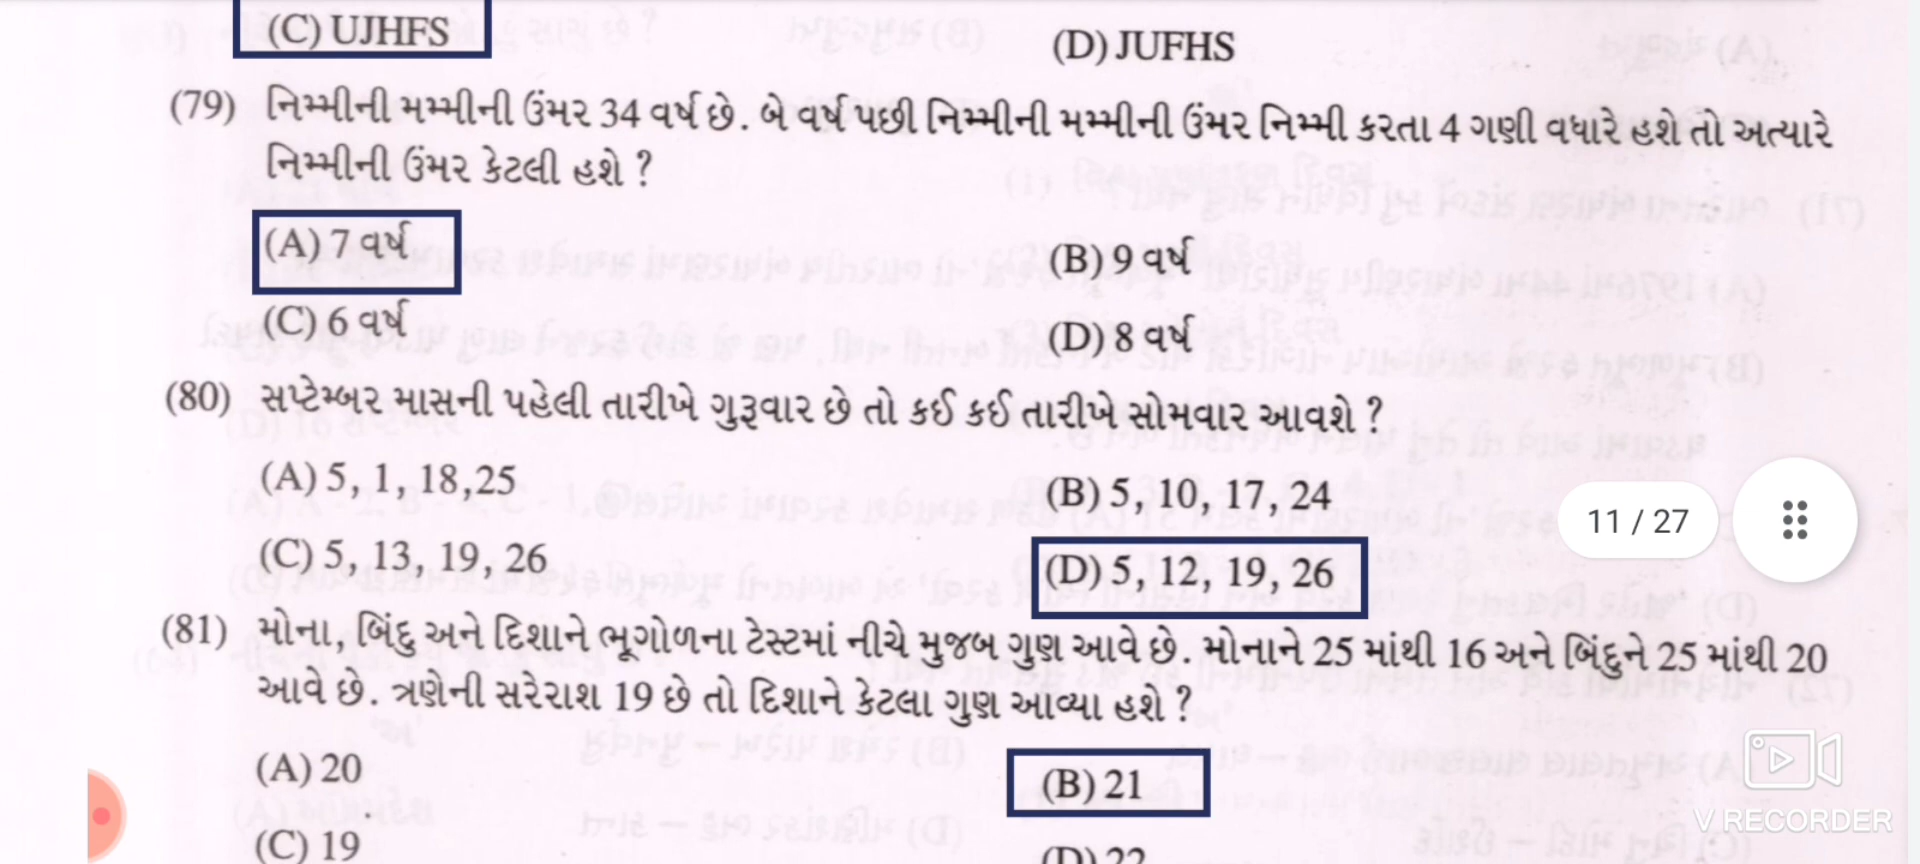 (C) UJHFS
(D) JUFHS
(79) નિમ્મીની મમ્મીની ઉંમર 34 વર્ષ છે. બે વર્ષ પછી નિમ્મીની મમ્મીની ઉંમર નિમ્મી કરતા 4 ગણી વધારે હશે તો અત્યારે
નિમ્મીની ઉંમર કેટલી હશે ?
(A) 7 વર્ષ
(B) 9 વર્ષ
(C) 6 વર્ષ
(D) 8 વર્ષ
(80) સપ્ટેમ્બર માસની પહેલી તારીખે ગુરૂવાર છે તો કઈ કઈ તારીખે સોમવાર આવશે ?
(A) 5, 1, 18,25
(B) 5, 10, 17, 24
(C) 5, 13, 19, 26
(D) 5, 12, 19, 26
11 / 27
(81) મોના, બિંદુ અને દિશાને ભૂગોળના ટેસ્ટમાં નીચે મુજબ ગુણ આવે છે. મોનાને 25 માંથી 16 અને બિંદુને 25 માંથી 20
આવે છે. ત્રણેની સરેરાશ 19 છે તો દિશાને કેટલા ગુણ આવ્યા હશે ?
(A) 20
(B) 21
(C) 19
(D) 22
V RECORDER